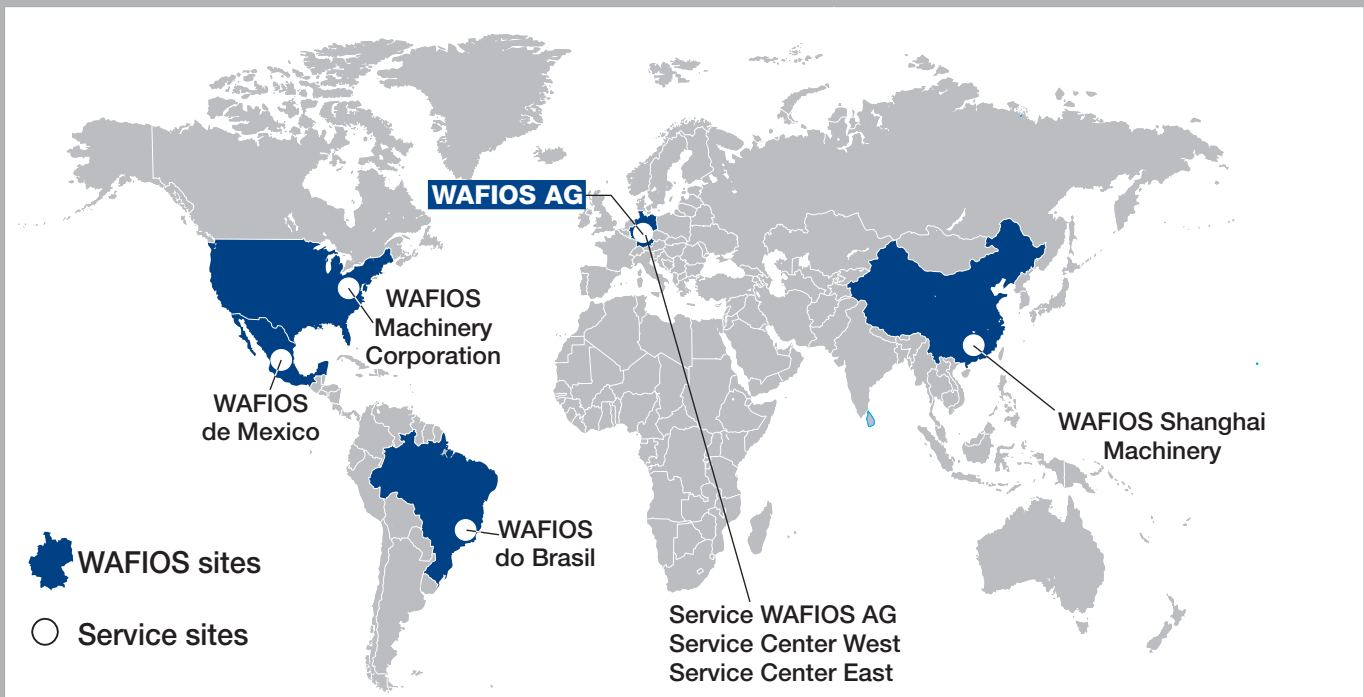 WAFIOS AG
WAFIOS
Machinery
Corporation
WAFIOS
de Mexico
WAFIOS Shanghai
Machinery
WAFIOS
do Brasil
WAFIOS sites
Service sites
Service WAFIOS AG
Service Center West
Service Center East